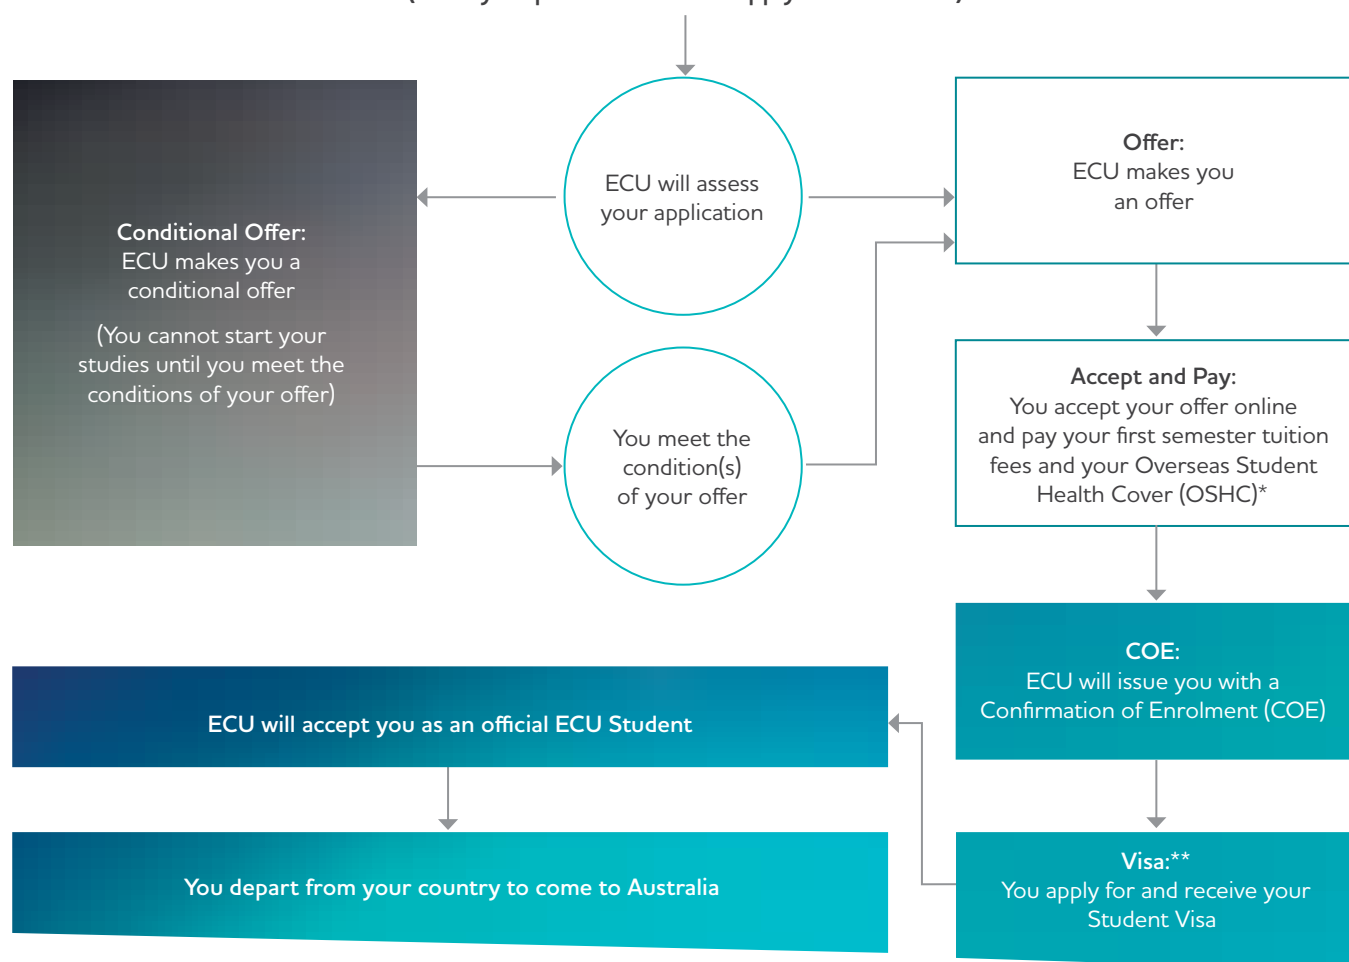 ECU will assess
your application
Offer:
ECU makes you
an offer
Conditional Offer:
ECU makes you a
conditional offer
(You cannot start your
studies until you meet the
conditions of your offer)
You meet the
condition(s)
of your offer
Accept and Pay:
You accept your offer online
and pay your first semester tuition
fees and your Overseas Student
Health Cover (OSHC)*
COE:
ECU will issue you with a
Confirmation of Enrolment (COE)
Visa:**
You apply for and receive your
Student Visa
ECU will accept you as an official ECU Student
You depart from your country to come to Australia